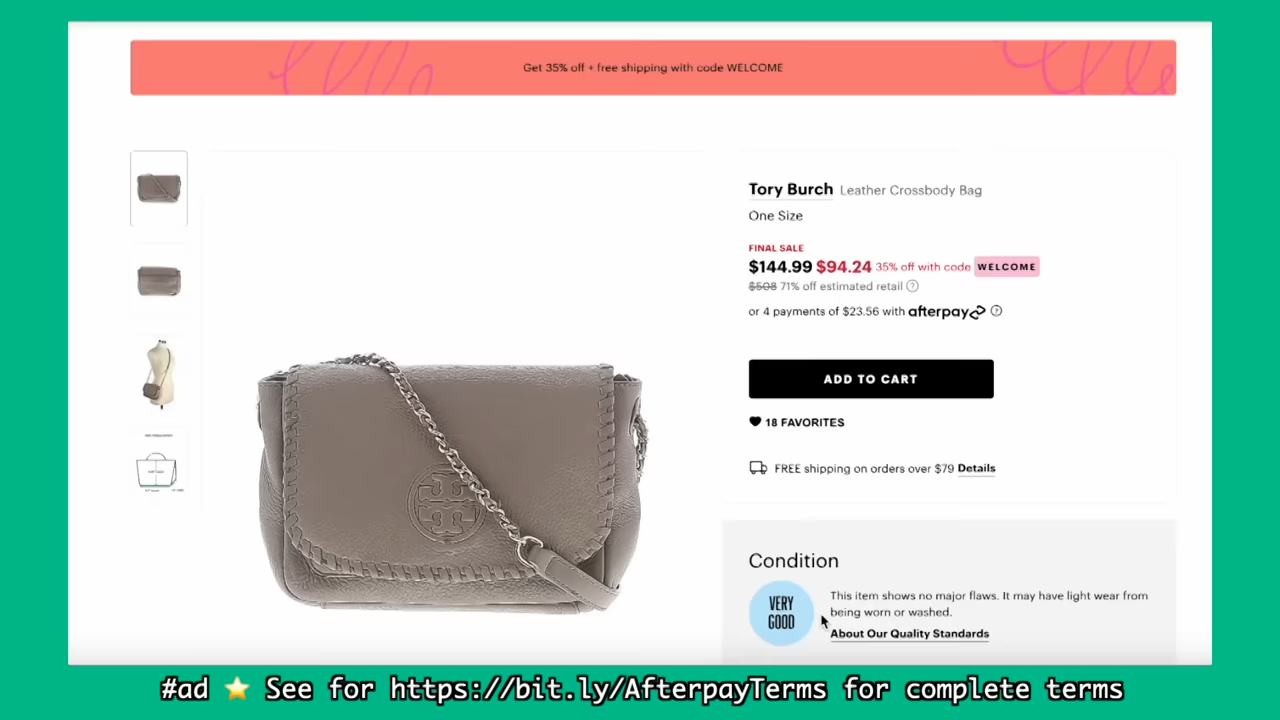 Get 35% off + free shipping with code WELCOME
Tory Burch Leather Crossbody Bag
One Size
FINAL SALE
$144.99 $94.24 35% off with code WELCOME
$508 71% off estimated retail ?
or 4 payments of $23.56 with afterpay ?
ADD TO CART
18 FAVORITES
FREE shipping on orders over $79 Details
Condition
VERY GOOD
This item shows no major flaws. It may have light wear from
being worn or washed.
About Our Quality Standards
#ad ⭐ See for https://bit.ly/AfterpayTerms for complete terms